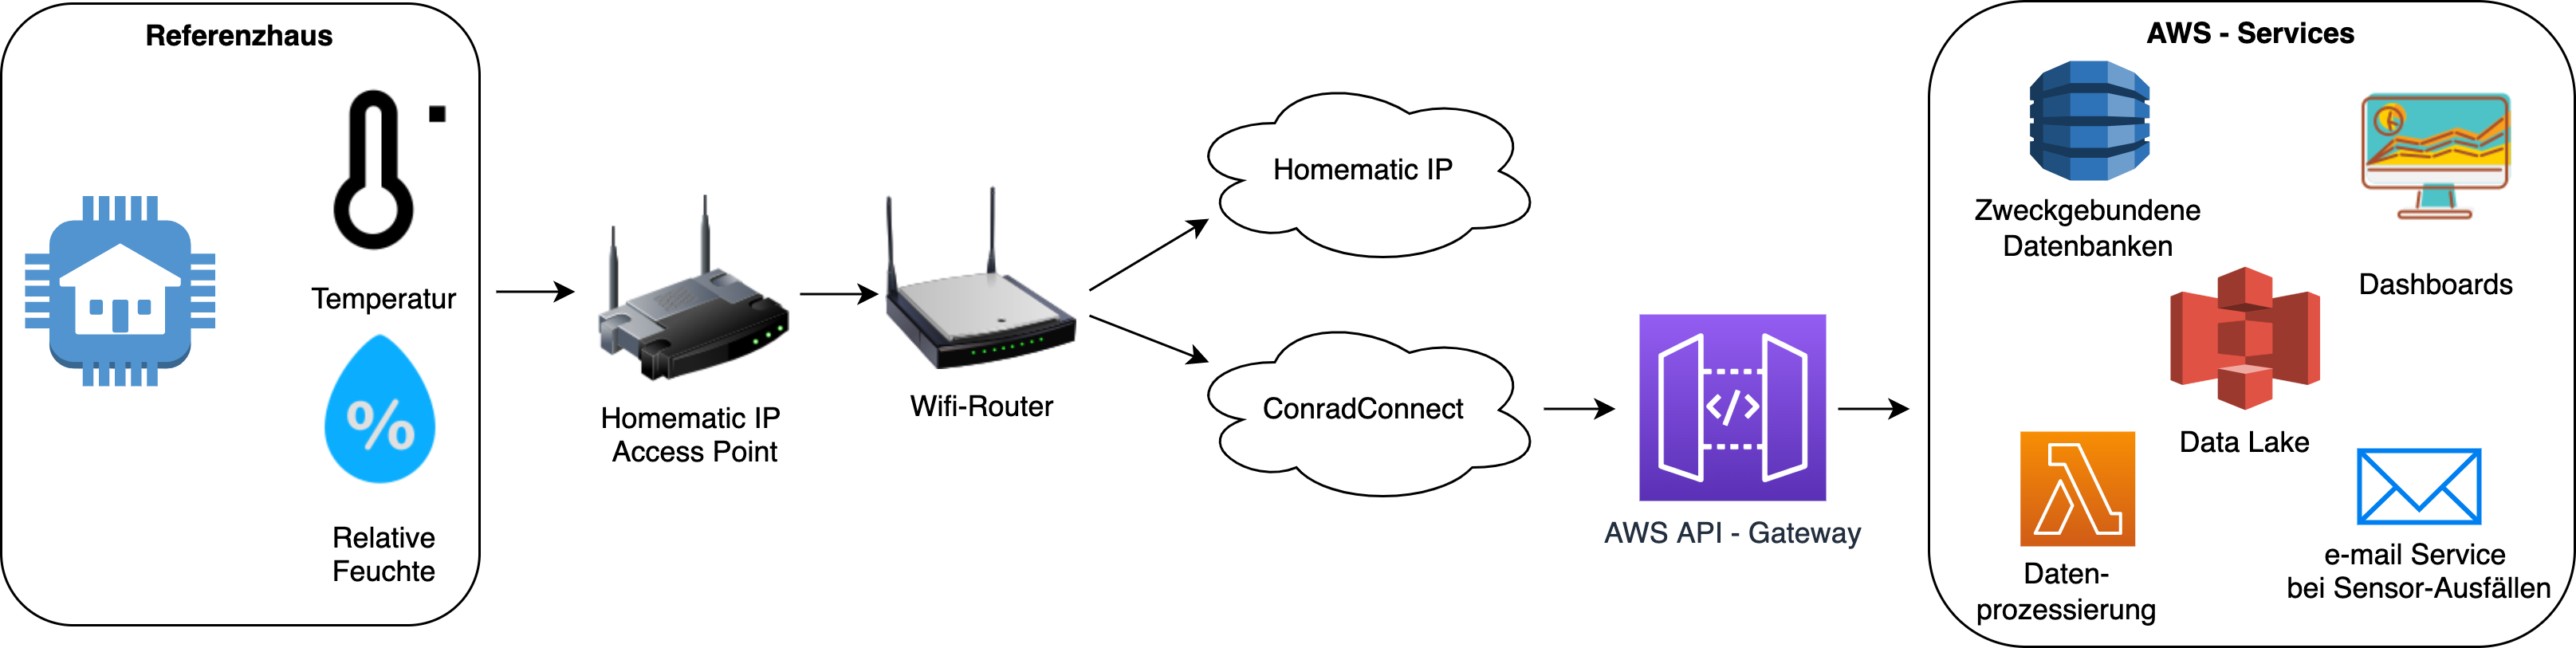 Referenzhaus
Temperatur
%
Relative
Feuchte
Homematic IP
Access Point
Wifi-Router
Homematic IP
ConradConnect
</>
AWS API - Gateway
AWS - Services
Zweckgebundene
Datenbanken
Dashboards
Data Lake
Daten-
prozessierung
e-mail Service
bei Sensor-Ausfällen